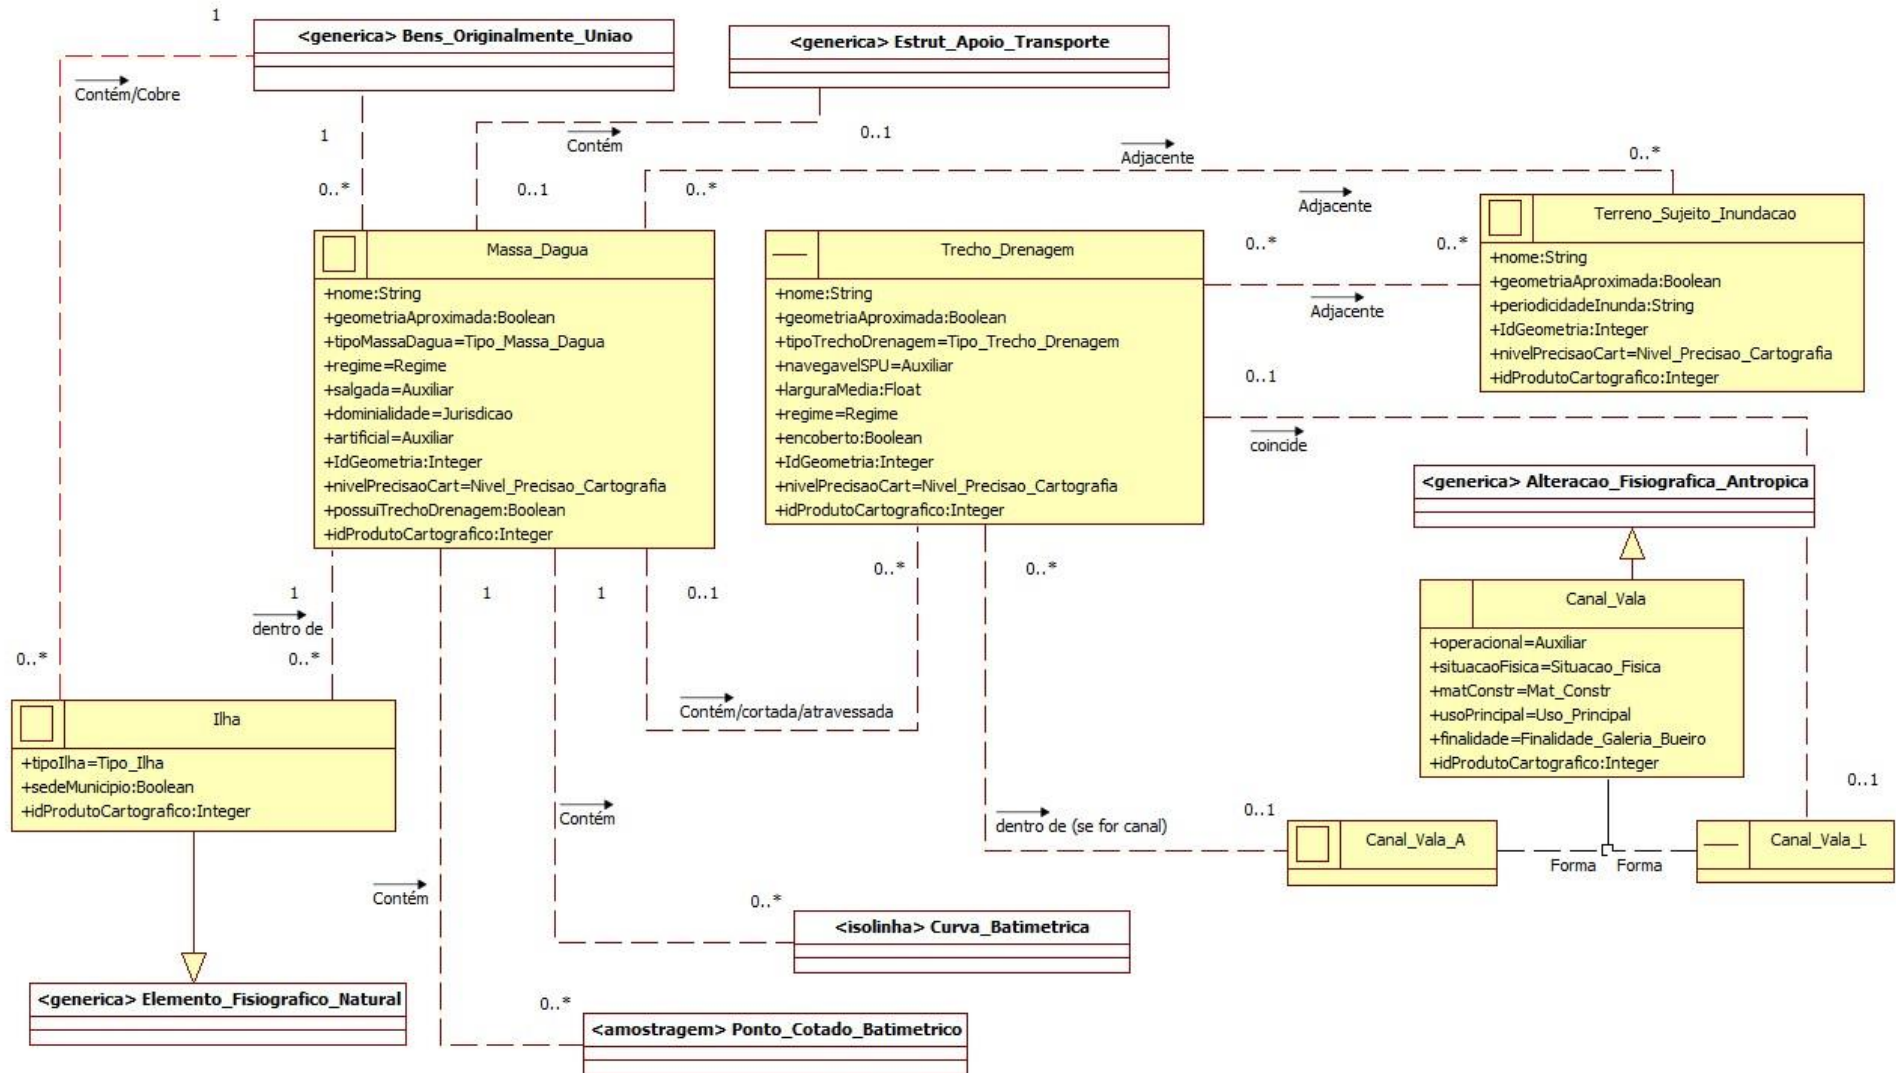 1
<generica> Bens_Originalmente_Uniao
<generica> Estrut_Apoio_Transporte
Contém/Cobre
1
Contém
0..1
Adjacente
0..*
0..*
0..1
0..*
Adjacente
Terreno_Sujeito_Inundacao
+nome:String
+geometriaAproximada:Boolean
+periodicidadeInunda:String
+IdGeometria:Integer
+nivelPrecisaoCart=Nivel_Precisao_Cartografia
+idProdutoCartografico:Integer
0..*
0..*
Adjacente
Massa_Dagua
+nome:String
+geometriaAproximada:Boolean
+tipoMassaDagua=Tipo_Massa_Dagua
+regime=Regime
+salgada=Auxiliar
+dominialidade=Jurisdicao
+artificial=Auxiliar
+IdGeometria:Integer
+nivelPrecisaoCart=Nivel_Precisao_Cartografia
+possuiTrechoDrenagem:Boolean
+idProdutoCartografico:Integer
Trecho_Drenagem
+nome:String
+geometriaAproximada:Boolean
+tipoTrechoDrenagem=Tipo_Trecho_Drenagem
+navegavelSPU=Auxiliar
+larguraMedia:Float
+regime=Regime
+encoberto:Boolean
+IdGeometria:Integer
+nivelPrecisaoCart=Nivel_Precisao_Cartografia
+idProdutoCartografico:Integer
0..1
coincide
<generica> Alteracao_Fisiografica_Antropica
0..*
0..*
1
1
1
0..1
dentro de
0..*
0..*
Canal_Vala
+operacional=Auxiliar
+situacaoFisica=Situacao_Fisica
+matConstr=Mat_Constr
+usoPrincipal=Uso_Principal
+finalidade=Finalidade_Galeria_Bueiro
+idProdutoCartografico:Integer
Ilha
+tipoIlha=Tipo_Ilha
+sedeMunicipio:Boolean
+idProdutoCartografico:Integer
Contém/cortada/atravessada
0..1
Contém
dentro de (se for canal)
0..1
Canal_Vala_A
Forma
Forma
Canal_Vala_L
Contém
0..*
<isolinha> Curva_Batimetrica
<generica> Elemento_Fisiografico_Natural
0..*
<amostragem> Ponto_Cotado_Batimetrico